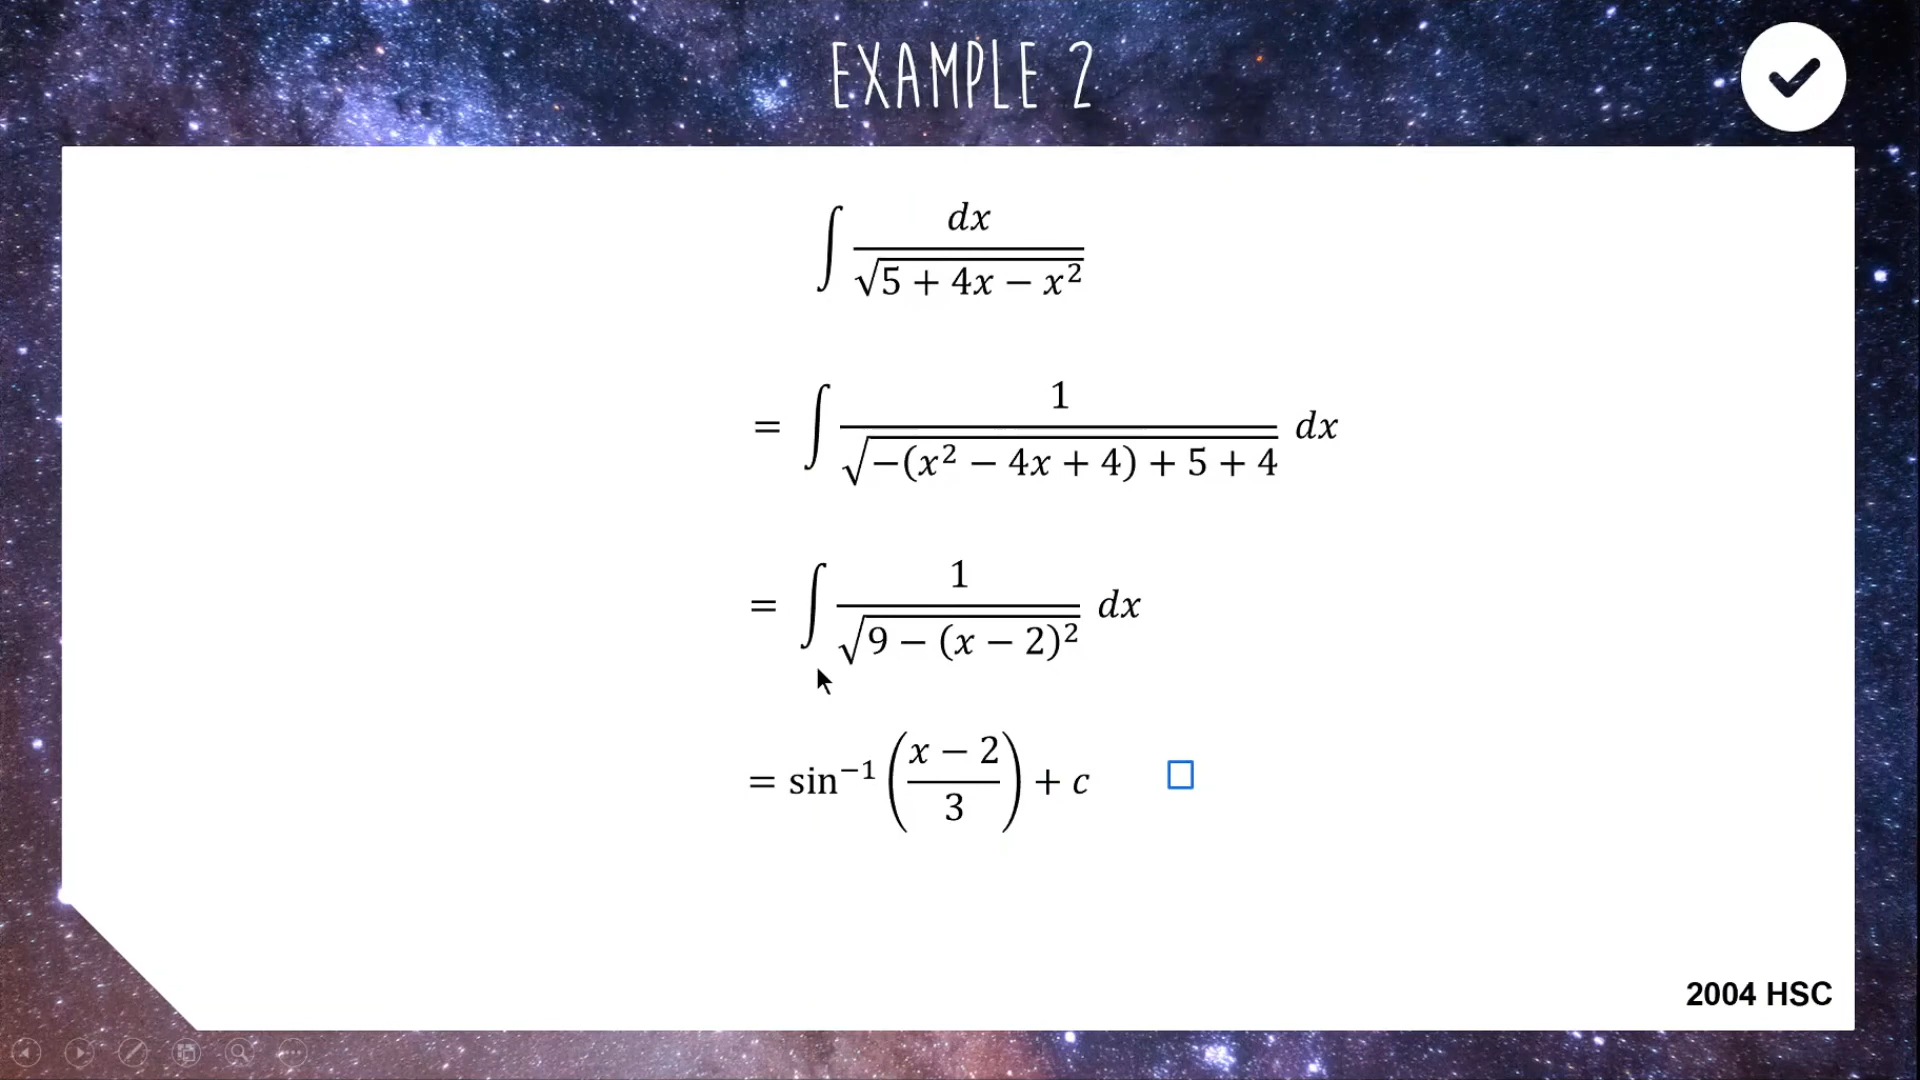 EXAMPLE 2
∫ dx / √(5 + 4x − x²)
= ∫ 1 / √(−(x² − 4x + 4) + 5 + 4) dx
= ∫ 1 / √(9 − (x − 2)²) dx
= sin⁻¹ ((x − 2) / 3) + c □
2004 HSC